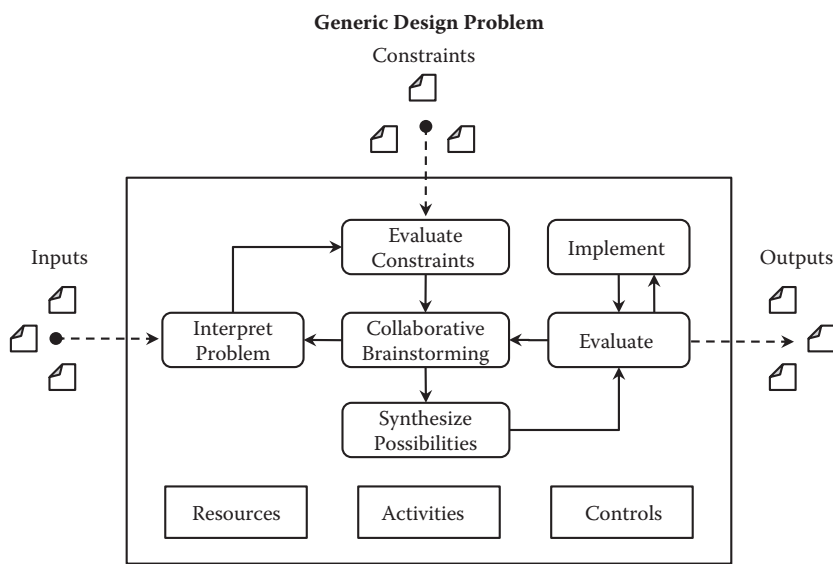 Generic Design Problem
Constraints
Inputs
Evaluate
Constraints
Implement
Outputs
Interpret
Problem
Collaborative
Brainstorming
Evaluate
Synthesize
Possibilities
Resources
Activities
Controls